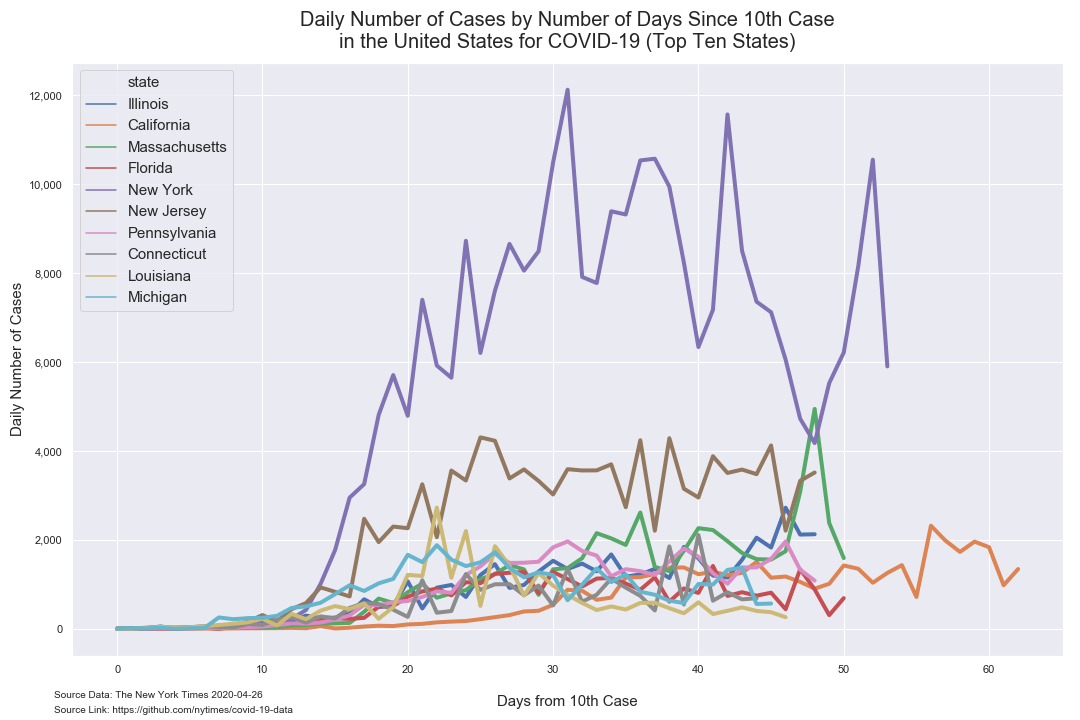 Daily Number of Cases by Number of Days Since 10th Case
in the United States for COVID-19 (Top Ten States)
state
Illinois
California
Massachusetts
Florida
New York
New Jersey
Pennsylvania
Connecticut
Louisiana
Michigan
Daily Number of Cases
12,000
10,000
8,000
6,000
4,000
2,000
0
0 10 20 30 40 50 60
Days from 10th Case
Source Data: The New York Times 2020-04-26
Source Link: https://github.com/nytimes/covid-19-data